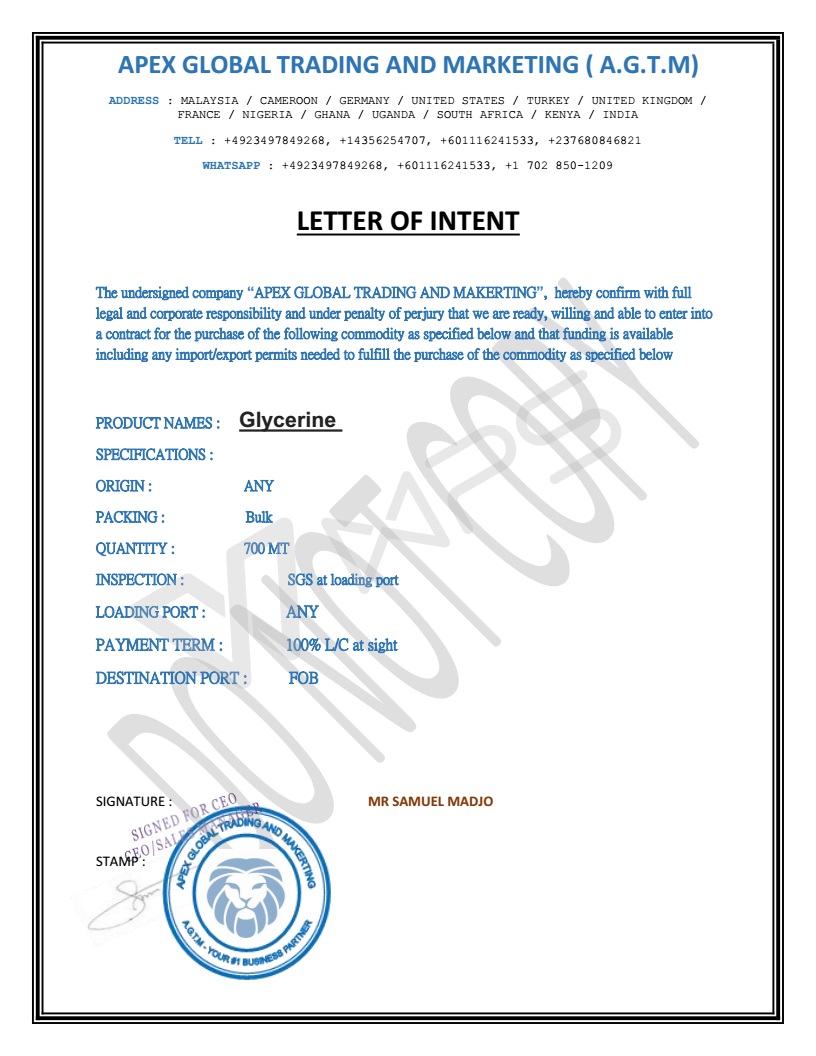 APEX GLOBAL TRADING AND MARKETING ( A.G.T.M)
ADDRESS : MALAYSIA / CAMEROON / GERMANY / UNITED STATES / TURKEY / UNITED KINGDOM /
FRANCE / NIGERIA / GHANA / UGANDA / SOUTH AFRICA / KENYA / INDIA
TELL : +4923497849268, +14356254707, +601116241533, +237680846821
WHATSAPP : +4923497849268, +601116241533, +1 702 850-1209
LETTER OF INTENT
The undersigned company “APEX GLOBAL TRADING AND MAKERTING”, hereby confirm with full
legal and corporate responsibility and under penalty of perjury that we are ready, willing and able to enter into
a contract for the purchase of the following commodity as specified below and that funding is available
including any import/export permits needed to fulfill the purchase of the commodity as specified below
PRODUCT NAMES : Glycerine
SPECIFICATIONS :
ORIGIN : ANY
PACKING : Bulk
QUANTITY : 700 MT
INSPECTION : SGS at loading port
LOADING PORT : ANY
PAYMENT TERM : 100% L/C at sight
DESTINATION PORT : FOB
DO NOT COPY
SIGNATURE : MR SAMUEL MADJO
SIGNED FOR CEO
CEO/SALES MANAGER
STAMP :
APEX GLOBAL TRADING AND MAKERTING
A.G.T.M - YOUR #1 BUSINESS PARTNER